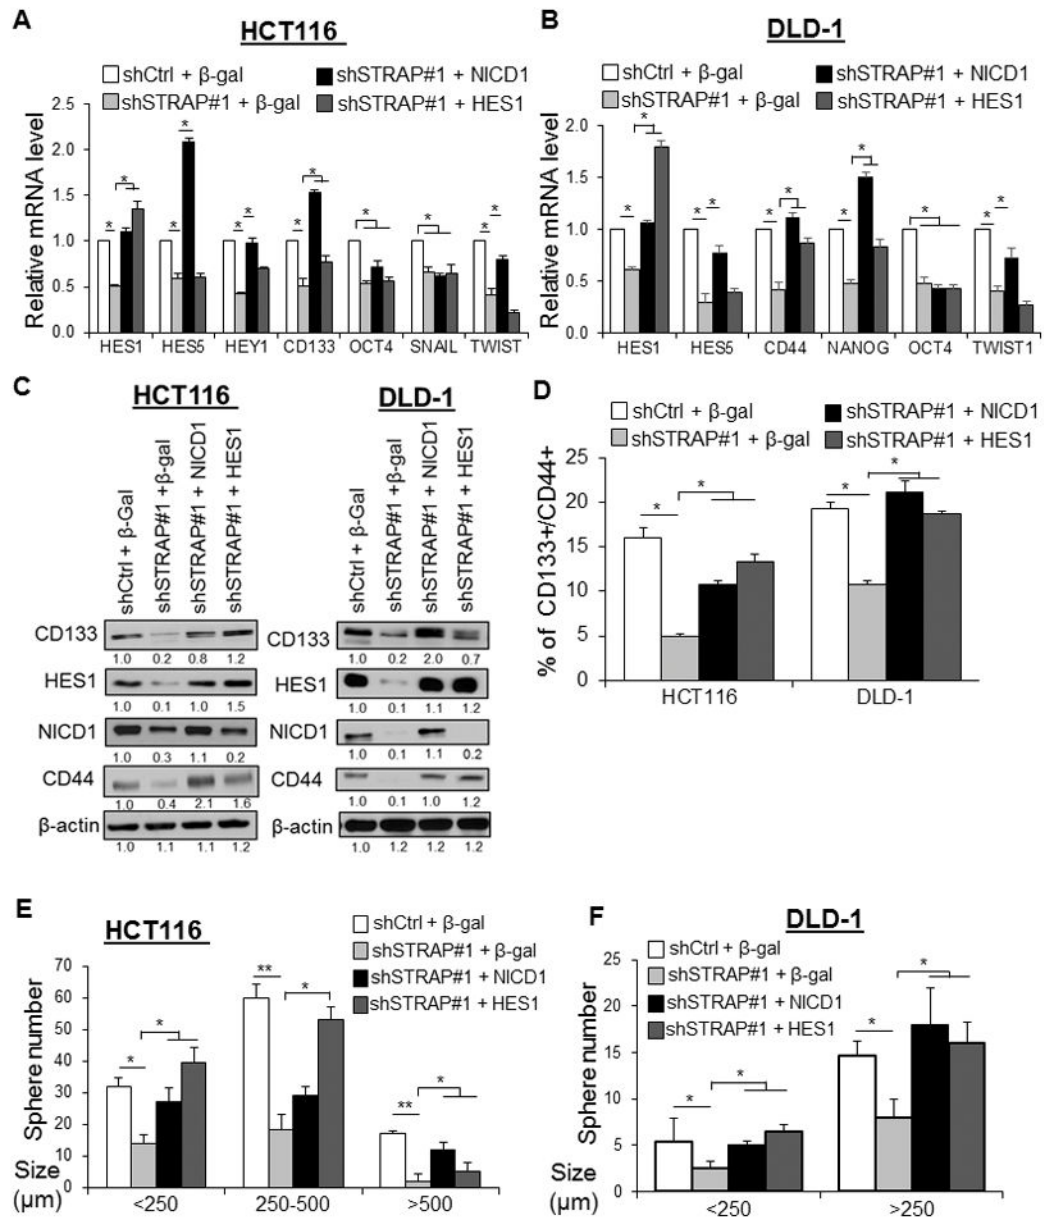 A
HCT116
shCtrl + β-gal
shSTRAP#1 + NICD1
shSTRAP#1 + β-gal
shSTRAP#1 + HES1
Relative mRNA level
2.5
2.0
1.5
1.0
0.5
0.0
* * * * * * * * * * * *
HES1 HES5 HEY1 CD133 OCT4 SNAIL TWIST
B
DLD-1
shCtrl + β-gal
shSTRAP#1 + NICD1
shSTRAP#1 + β-gal
shSTRAP#1 + HES1
Relative mRNA level
2.0
1.5
1.0
0.5
0.0
* * * * * * * * * * *
HES1 HES5 CD44 NANOG OCT4 TWIST1
C
HCT116
shCtrl + β-Gal
shSTRAP#1 +β-gal
shSTRAP#1 + NICD1
shSTRAP#1 + HES1
CD133
1.0 0.2 0.8 1.2
HES1
1.0 0.1 1.0 1.5
NICD1
1.0 0.3 1.1 0.2
CD44
1.0 0.4 2.1 1.6
β-actin
1.0 1.1 1.1 1.2
DLD-1
shCtrl + β-Gal
shSTRAP#1 +β-gal
shSTRAP#1 + NICD1
shSTRAP#1 + HES1
CD133
1.0 0.2 2.0 0.7
HES1
1.0 0.1 1.1 1.2
NICD1
1.0 0.1 1.1 0.2
CD44
1.0 0.1 1.0 1.2
β-actin
1.0 1.2 1.2 1.2
D
shCtrl + β-gal
shSTRAP#1 + NICD1
shSTRAP#1 + β-gal
shSTRAP#1 + HES1
% of CD133+/CD44+
25
20
15
10
5
0
* * * *
HCT116 DLD-1
E
HCT116
shCtrl + β-gal
shSTRAP#1 + β-gal
shSTRAP#1 + NICD1
shSTRAP#1 + HES1
Sphere number
70
60
50
40
30
20
10
0
* * ** * ** *
Size
(µm)
<250 250-500 >500
F
DLD-1
shCtrl + β-gal
shSTRAP#1 + β-gal
shSTRAP#1 + NICD1
shSTRAP#1 + HES1
Sphere number
25
20
15
10
5
0
* * * *
Size
(µm)
<250 >250